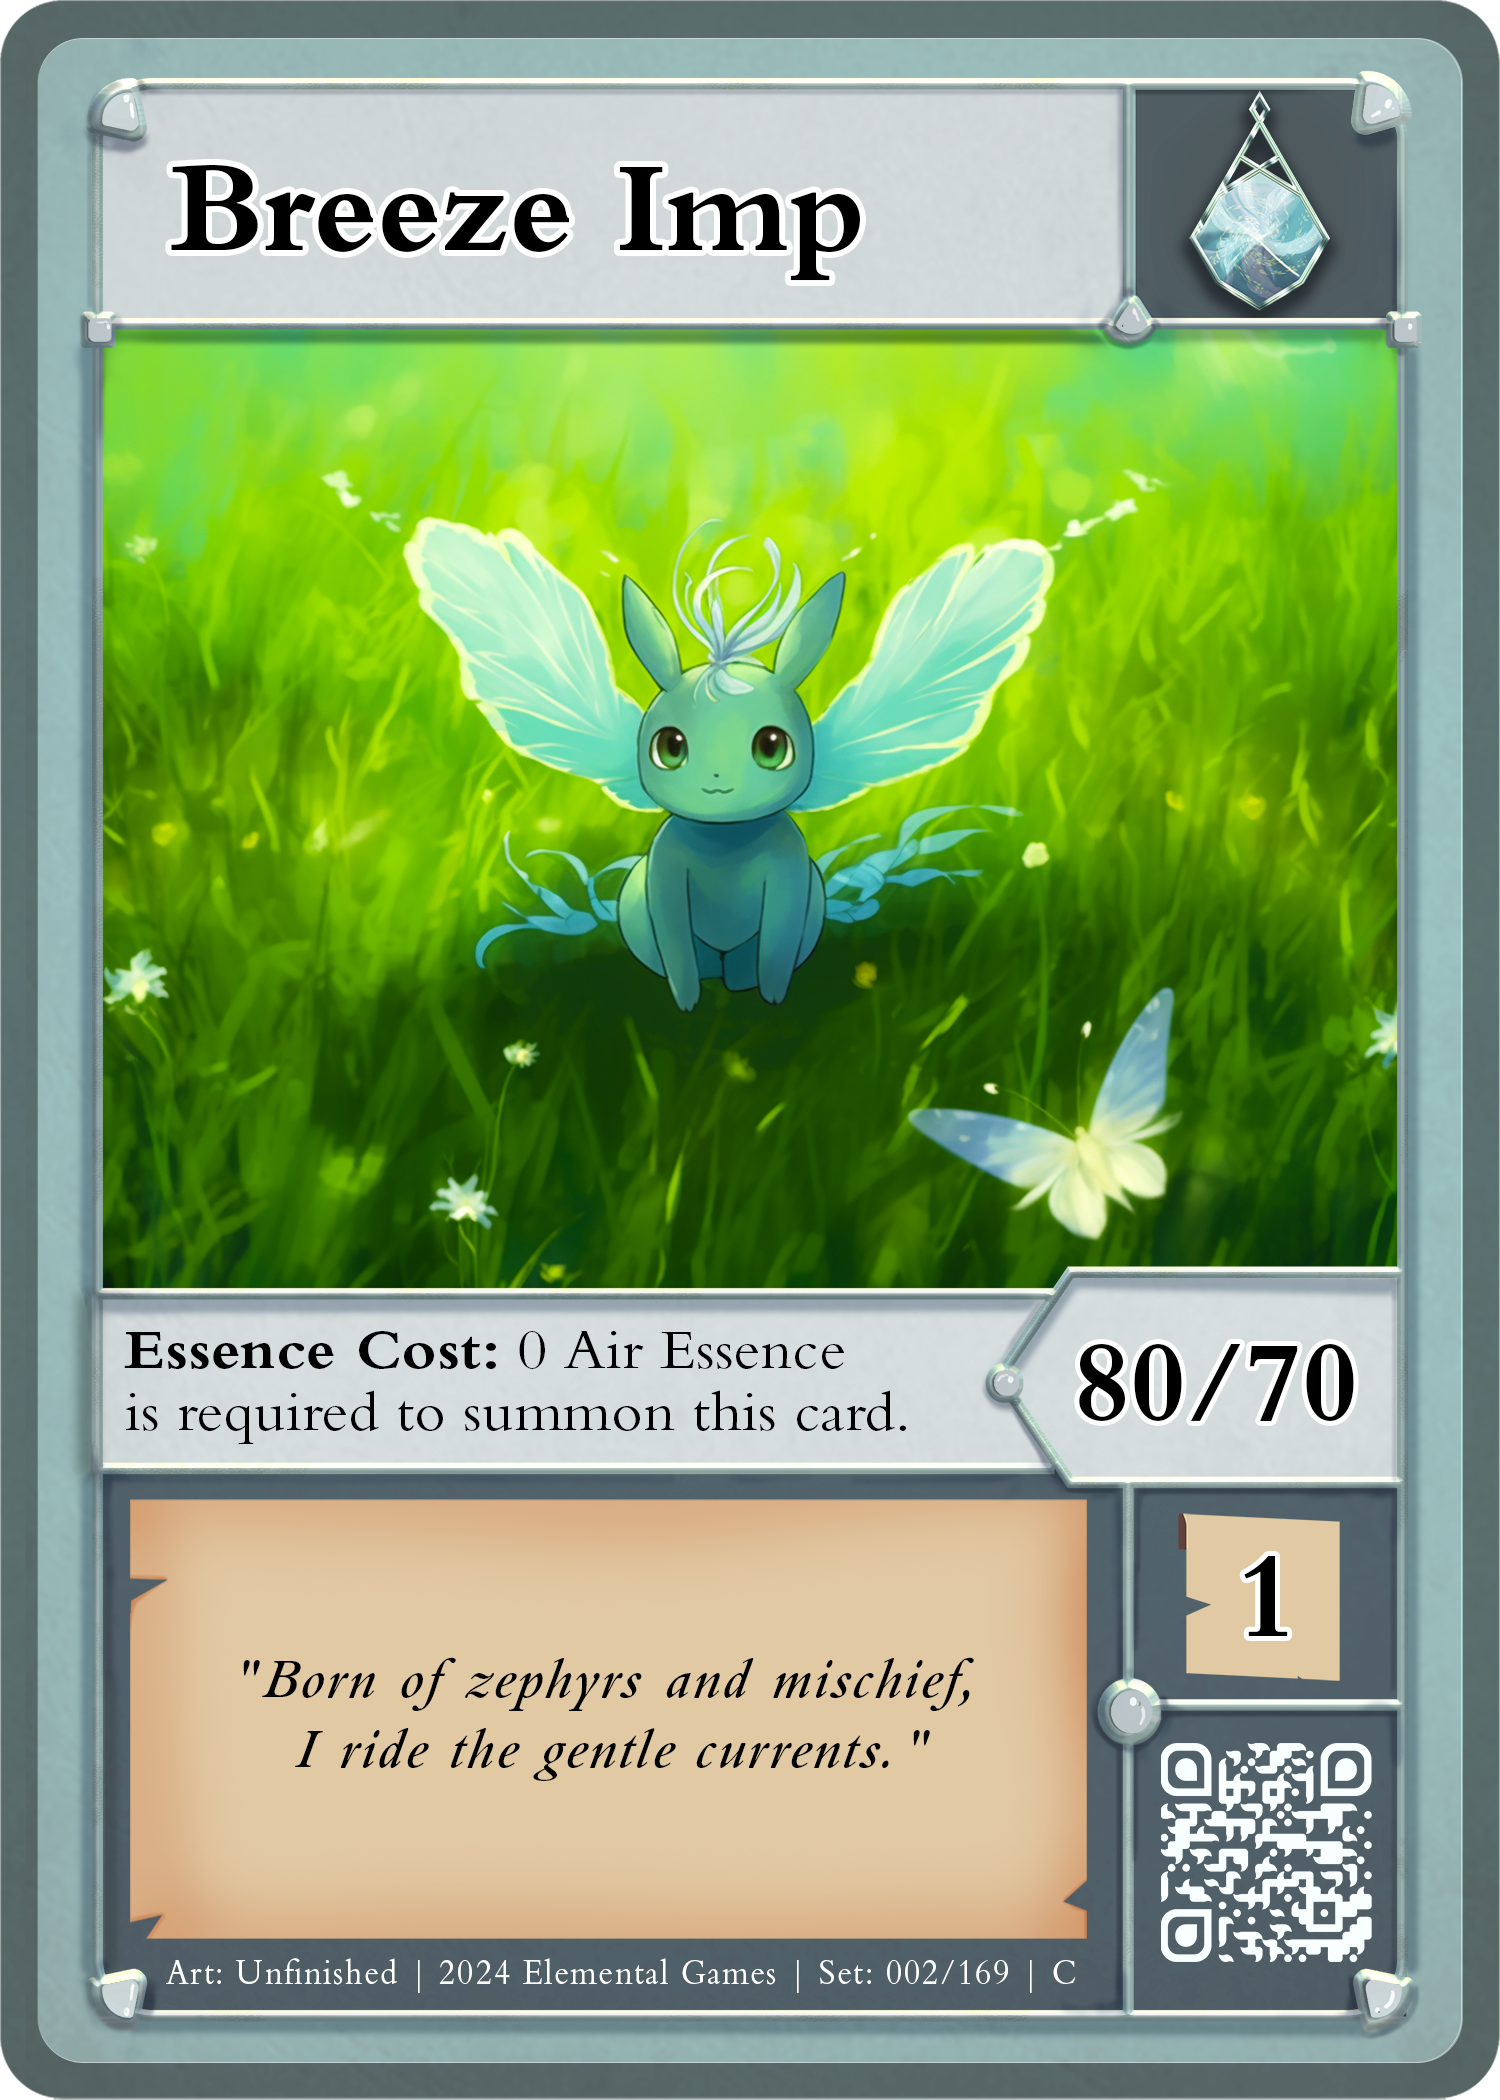 Breeze Imp
Essence Cost: 0 Air Essence
is required to summon this card.
80/70
"Born of zephyrs and mischief,
I ride the gentle currents."
1
Art: Unfinished | 2024 Elemental Games | Set: 002/169 | C